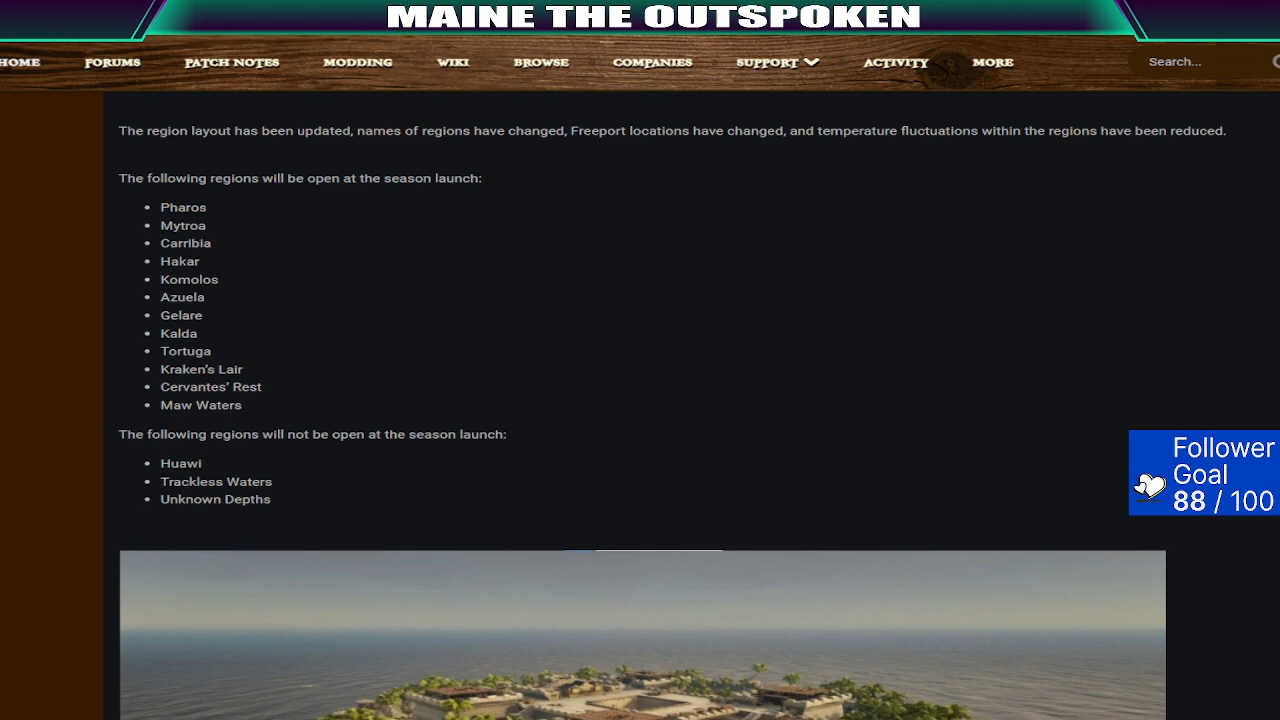 MAINE THE OUTSPOKEN
HOME FORUMS PATCH NOTES MODDING WIKI BROWSE COMPANIES SUPPORT ACTIVITY MORE Search...
The region layout has been updated, names of regions have changed, Freeport locations have changed, and temperature fluctuations within the regions have been reduced.
The following regions will be open at the season launch:
• Pharos
• Mytroa
• Carribia
• Hakar
• Komolos
• Azuela
• Gelare
• Kalda
• Tortuga
• Kraken's Lair
• Cervantes’ Rest
• Maw Waters
The following regions will not be open at the season launch:
• Huawi
• Trackless Waters
• Unknown Depths
Follower
Goal
88 / 100